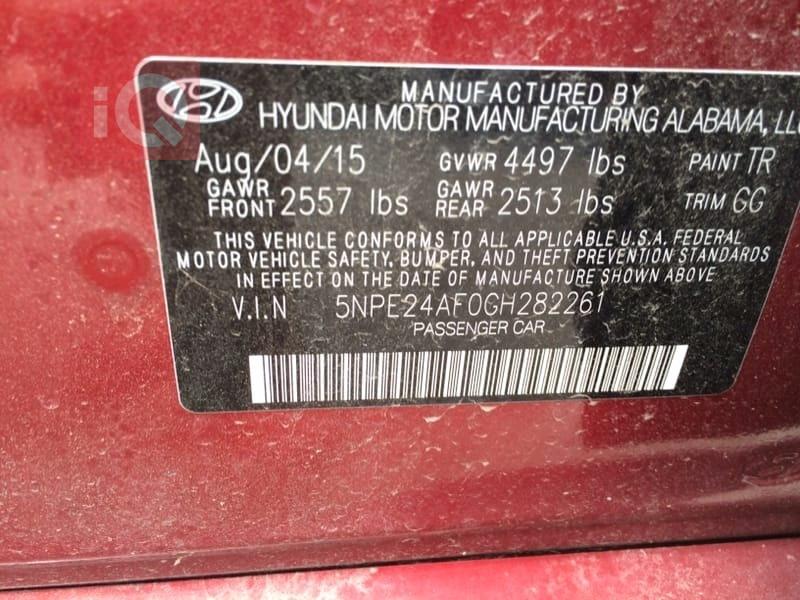 iQ
MANUFACTURED BY
HYUNDAI MOTOR MANUFACTURING ALABAMA, LLC
Aug/04/15 GVWR 4497 lbs PAINT TR
GAWR FRONT 2557 lbs GAWR REAR 2513 lbs TRIM GG
THIS VEHICLE CONFORMS TO ALL APPLICABLE U.S.A. FEDERAL
MOTOR VEHICLE SAFETY, BUMPER, AND THEFT PREVENTION STANDARDS
IN EFFECT ON THE DATE OF MANUFACTURE SHOWN ABOVE
V.I.N 5NPE24AF0GH282261
PASSENGER CAR